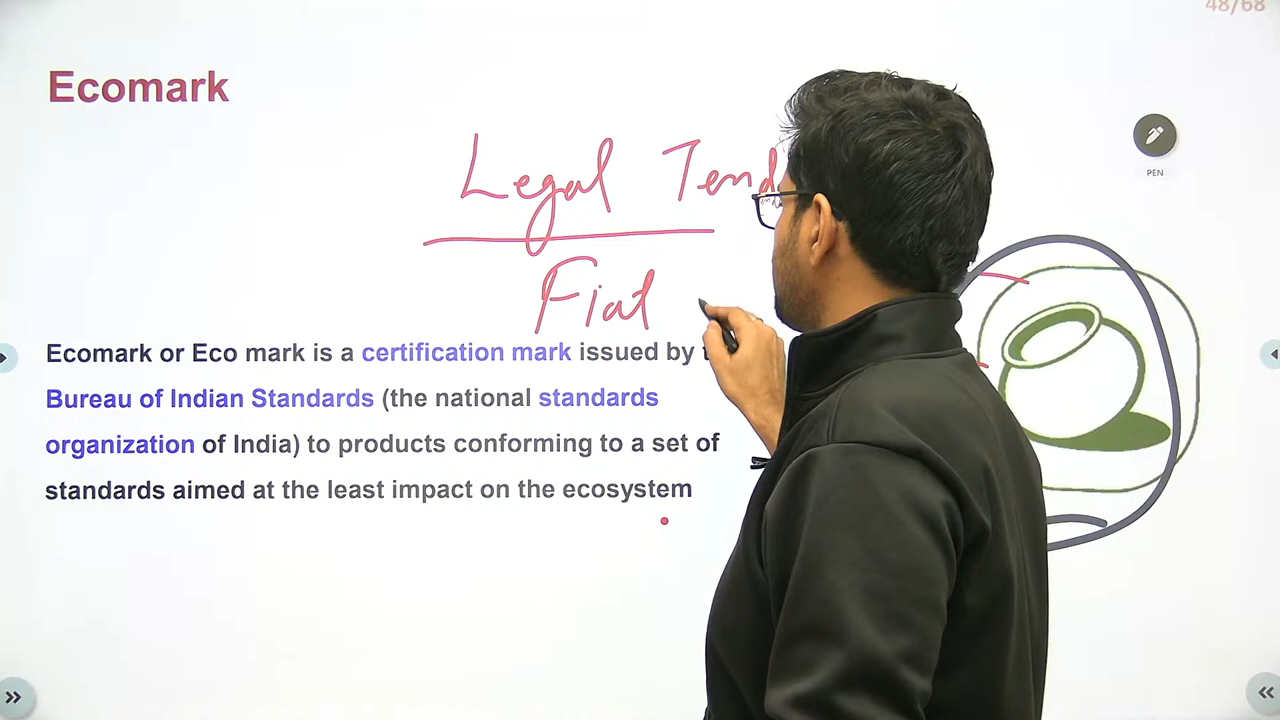 48/68
Ecomark
Legal Tend
Fiat
PEN
Ecomark or Eco mark is a certification mark issued by
Bureau of Indian Standards (the national standards
organization of India) to products conforming to a set of
standards aimed at the least impact on the ecosystem